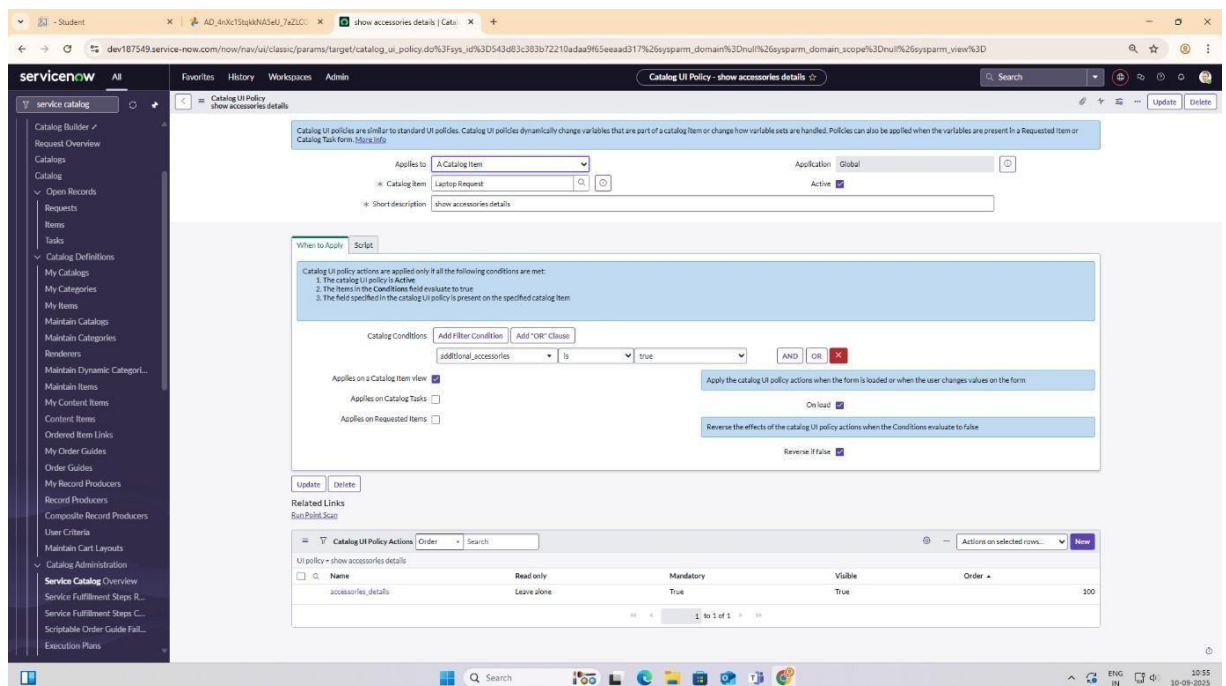 - Student
AD_4nXc1StqkkNASeU_7aZLCG
show accessories details | Catal
dev187549.service-now.com/now/nav/ui/classic/params/target/catalog_ui_policy.do%3Fsys_id%3D543d83c383b72210adaa9f65eeaad317%26sysparm_domain%3Dnull%26sysparm_domain_scope%3Dnull%26sysparm_view%3D
servicenow All Favorites History Workspaces Admin Catalog UI Policy - show accessories details Search
service catalog
Catalog UI Policy
show accessories details
Update Delete
Catalog Builder
Request Overview
Catalogs
Catalog
Open Records
Requests
Items
Tasks
Catalog Definitions
My Catalogs
My Categories
My Items
Maintain Catalogs
Maintain Categories
Renderers
Maintain Dynamic Categori...
Maintain Items
My Content Items
Content Items
Ordered Item Links
My Order Guides
Order Guides
My Record Producers
Record Producers
Composite Record Producers
User Criteria
Maintain Cart Layouts
Catalog Administration
Service Catalog Overview
Service Fulfillment Steps R...
Service Fulfillment Steps C...
Scriptable Order Guide Fail...
Execution Plans
Catalog UI policies are similar to standard UI policies. Catalog UI policies dynamically change variables that are part of a catalog item or change how variable sets are handled. Policies can also be applied when the variables are present in a Requested Item or
Catalog Task form. More Info
Applies to A Catalog Item Application Global
* Catalog item Laptop Request Active
* Short description show accessories details
When to Apply Script
Catalog UI policy actions are applied only if all the following conditions are met:
1. The catalog UI policy is Active
2. The items in the Conditions field evaluate to true
3. The field specified in the catalog UI policy is present on the specified catalog item
Catalog Conditions Add Filter Condition Add "OR" Clause
additional_accessories is true AND OR X
Applies on a Catalog Item view
Apply the catalog UI policy actions when the form is loaded or when the user changes values on the form
Applies on Catalog Tasks
On load
Applies on Requested Items
Reverse the effects of the catalog UI policy actions when the Conditions evaluate to false
Reverse if false
Update Delete
Related Links
Run Point Scan
Catalog UI Policy Actions Order Search Actions on selected rows... New
UI policy = show accessories details
Name Read only Mandatory Visible Order
accessories_details Leave alone True True 100
1 to 1 of 1
Search
ENG
IN
10:55
10-09-2025